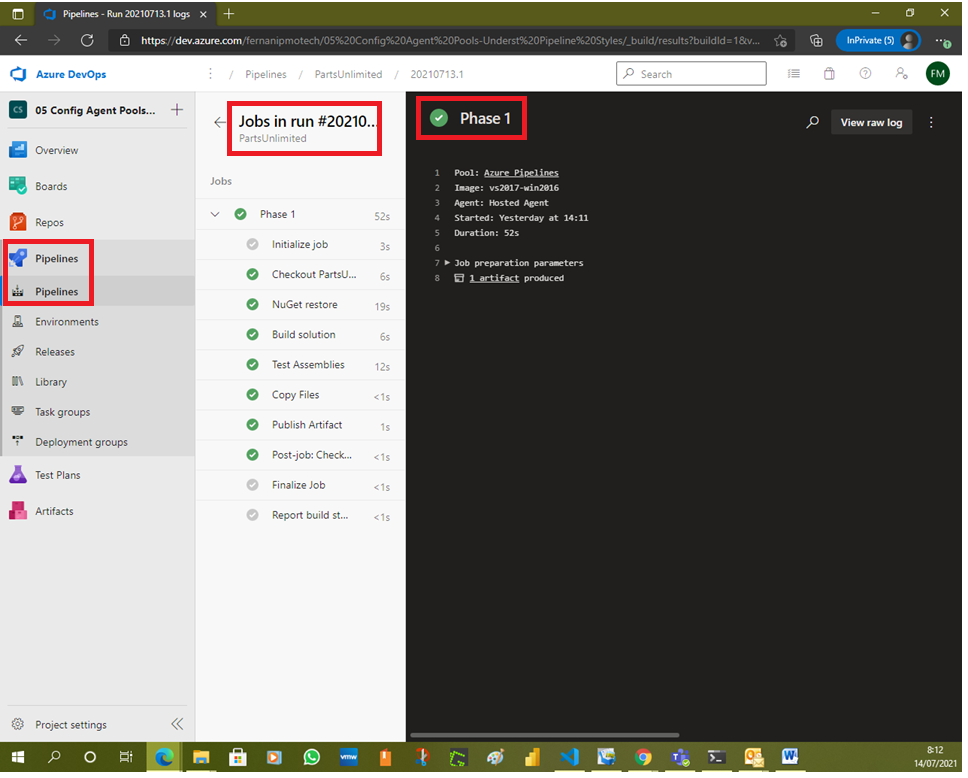 Pipelines - Run 20210713.1 logs
https://dev.azure.com/fernanipmotech/05%20Config%20Agent%20Pools-Underst%20Pipeline%20Styles/_build/results?buildId=1&v...
InPrivate (5)
Azure DevOps
/ Pipelines / PartsUnlimited / 20210713.1
Search
FM
CS
05 Config Agent Pools...
Overview
Boards
Repos
Pipelines
Pipelines
Environments
Releases
Library
Task groups
Deployment groups
Test Plans
Artifacts
Project settings
Jobs in run #20210...
PartsUnlimited
Jobs
Phase 1 52s
Initialize job 3s
Checkout PartsU... 6s
NuGet restore 19s
Build solution 6s
Test Assemblies 12s
Copy Files <1s
Publish Artifact 1s
Post-job: Check... <1s
Finalize Job <1s
Report build st... <1s
Phase 1
View raw log
1 Pool: Azure Pipelines
2 Image: vs2017-win2016
3 Agent: Hosted Agent
4 Started: Yesterday at 14:11
5 Duration: 52s
6
7 Job preparation parameters
8 1 artifact produced
vmw
8:12
14/07/2021